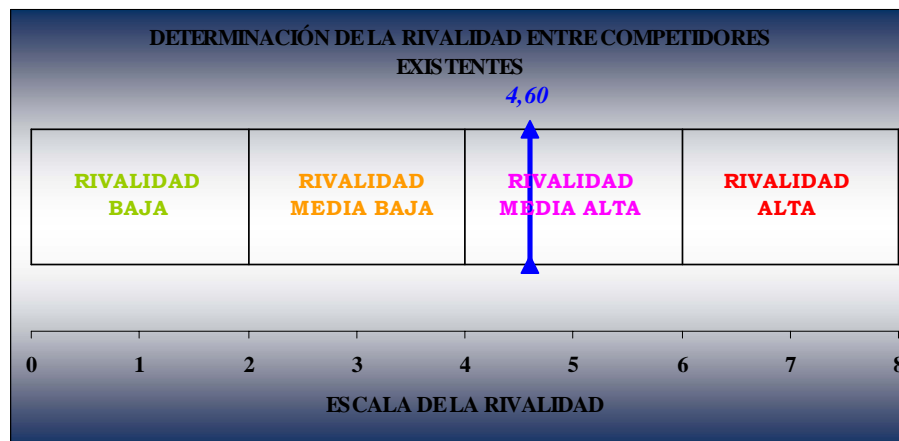 DETERMINACIÓN DE LA RIVALIDAD ENTRE COMPETIDORES
EXISTENTES
4,60
RIVALIDAD
BAJA
RIVALIDAD
MEDIA BAJA
RIVALIDAD
MEDIA ALTA
RIVALIDAD
ALTA
0 1 2 3 4 5 6 7 8
ESCALA DE LA RIVALIDAD